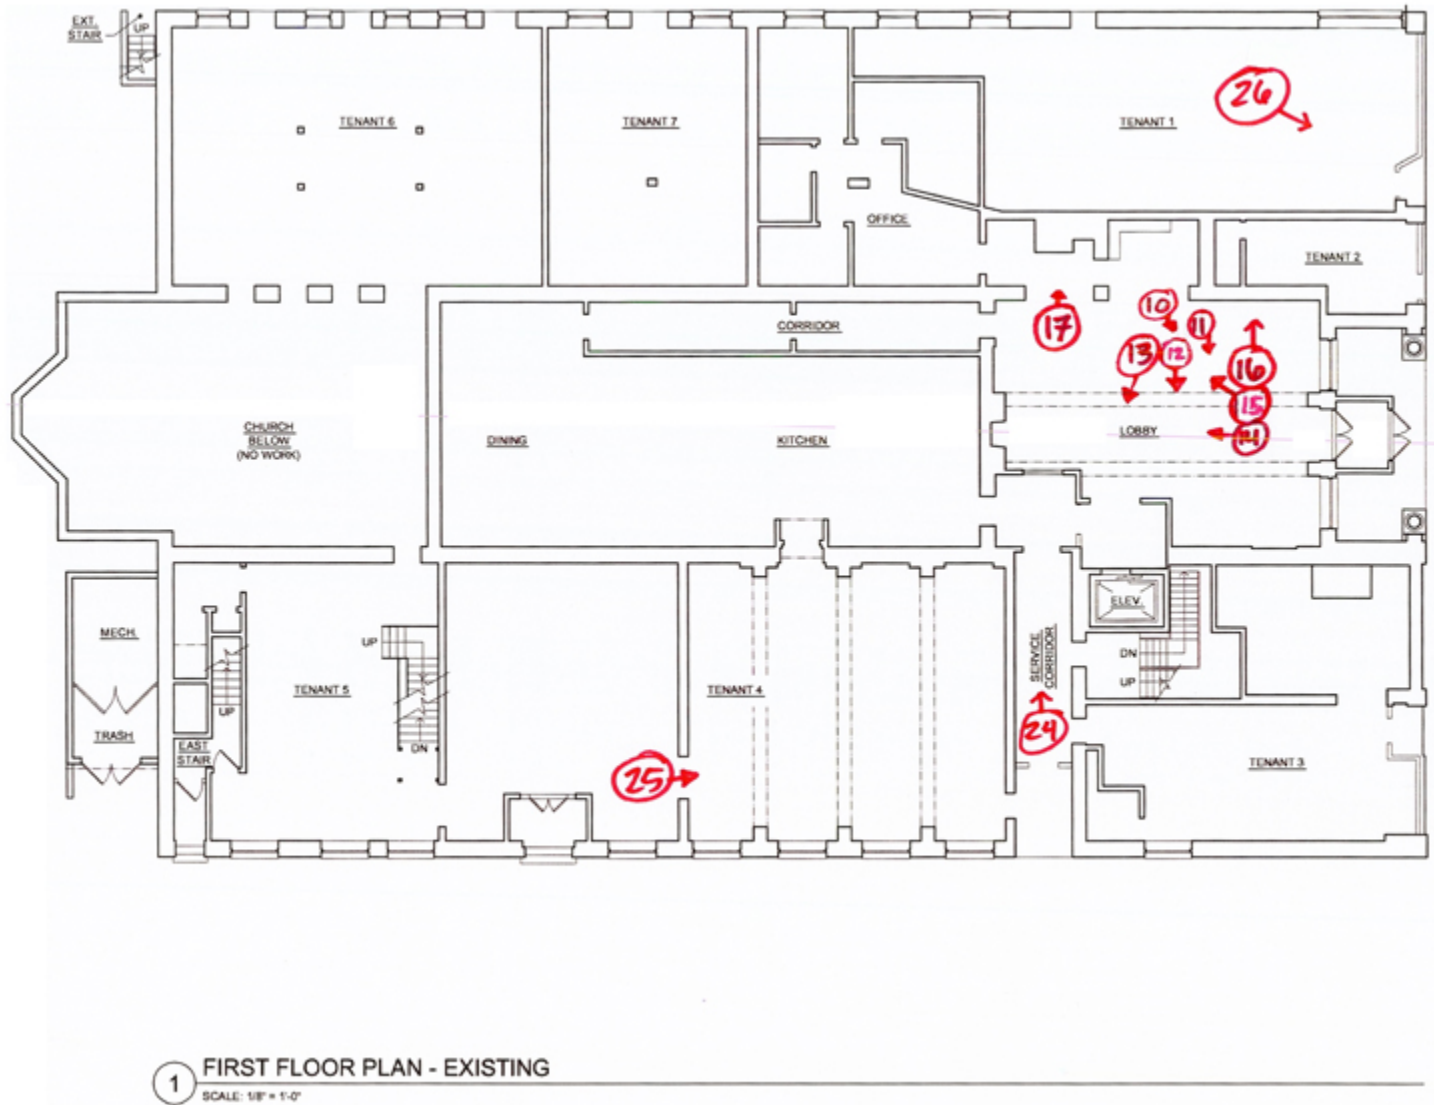 EXT.
STAIR
UP
TENANT 6
TENANT 7
TENANT 1
26
OFFICE
TENANT 2
CORRIDOR
17
10
11
13
12
16
15
14
CHURCH
BELOW
(NO WORK)
DINING
KITCHEN
LOBBY
MECH.
TRASH
UP
EAST
STAIR
TENANT 5
UP
DN
TENANT 4
25
SERVICE
CORRIDOR
24
ELEV.
DN
UP
TENANT 3
1
FIRST FLOOR PLAN - EXISTING
SCALE: 1/8" = 1'-0"